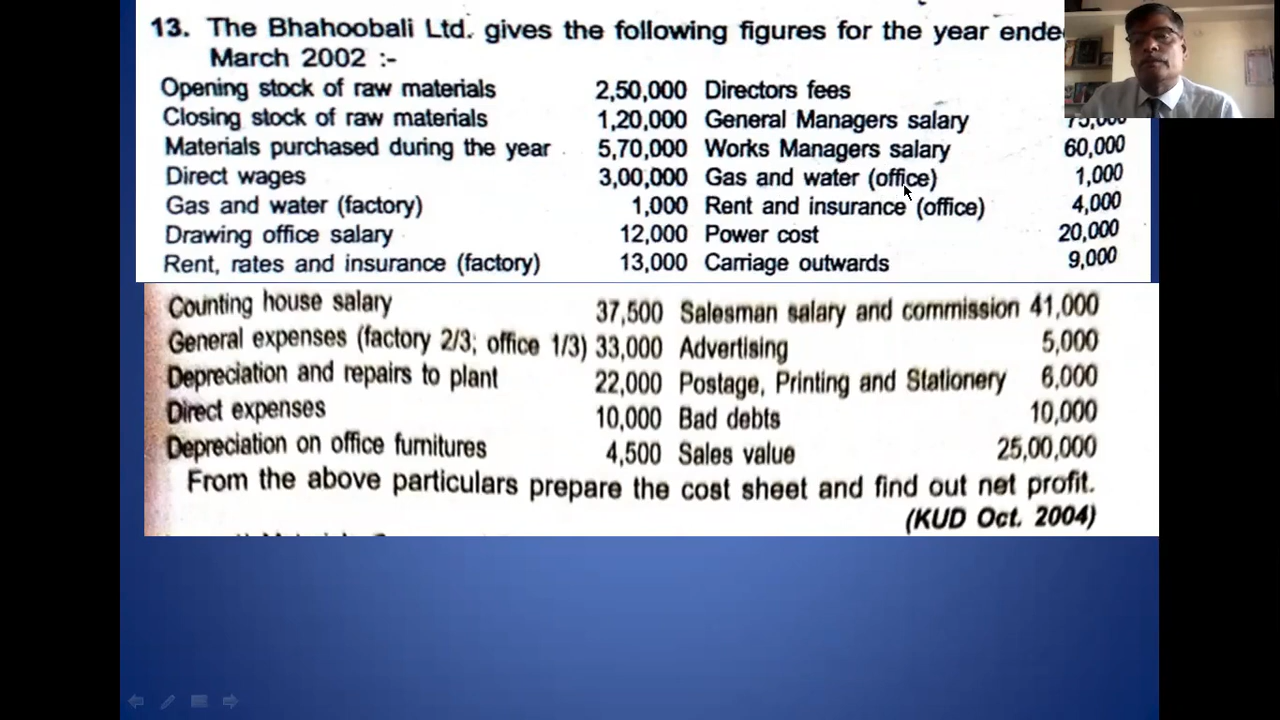 13. The Bhahoobali Ltd. gives the following figures for the year
March 2002 :-
Opening stock of raw materials 2,50,000 Directors fees
Closing stock of raw materials 1,20,000 General Managers salary 75,000
Materials purchased during the year 5,70,000 Works Managers salary 60,000
Direct wages 3,00,000 Gas and water (office) 1,000
Gas and water (factory) 1,000 Rent and insurance (office) 4,000
Drawing office salary 12,000 Power cost 20,000
Rent, rates and insurance (factory) 13,000 Carriage outwards 9,000
Counting house salary 37,500 Salesman salary and commission 41,000
General expenses (factory 2/3; office 1/3) 33,000 Advertising 5,000
Depreciation and repairs to plant 22,000 Postage, Printing and Stationery 6,000
Direct expenses 10,000 Bad debts 10,000
Depreciation on office furnitures 4,500 Sales value 25,00,000
From the above particulars prepare the cost sheet and find out net profit.
(KUD Oct. 2004)